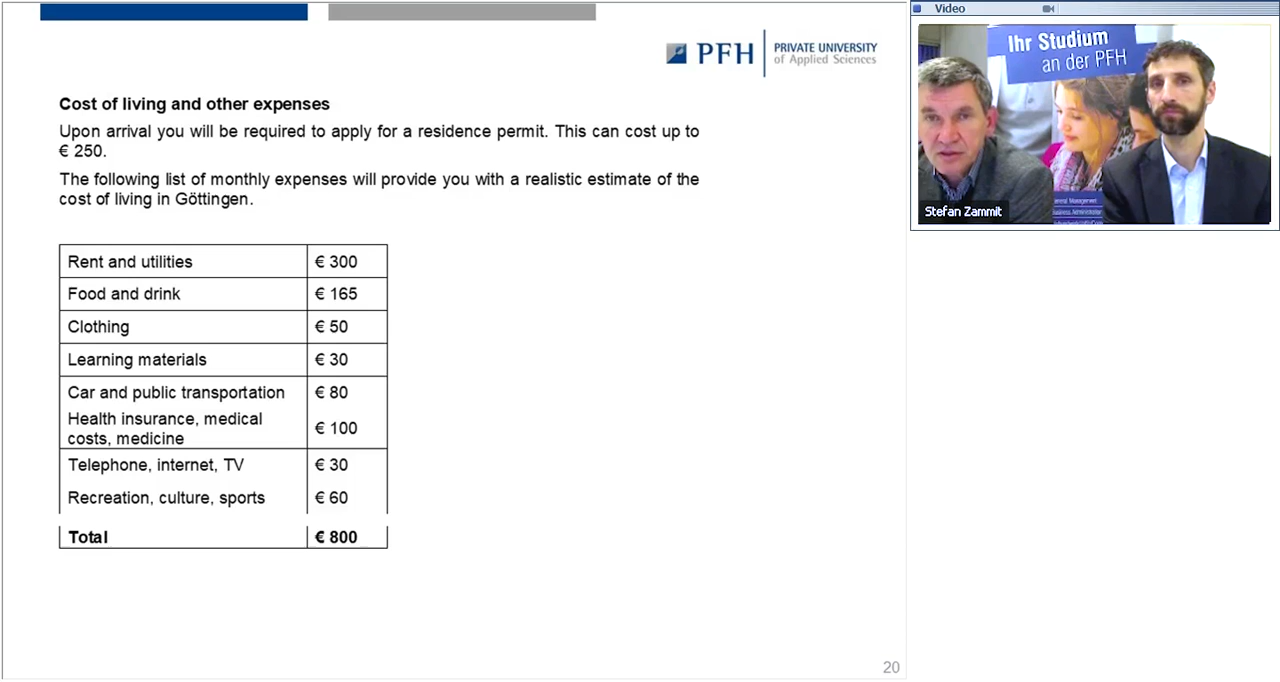 PFH PRIVATE UNIVERSITY
of Applied Sciences
Cost of living and other expenses
Upon arrival you will be required to apply for a residence permit. This can cost up to
€ 250.
The following list of monthly expenses will provide you with a realistic estimate of the
cost of living in Göttingen.
Rent and utilities € 300
Food and drink € 165
Clothing € 50
Learning materials € 30
Car and public transportation € 80
Health insurance, medical
costs, medicine € 100
Telephone, internet, TV € 30
Recreation, culture, sports € 60
Total € 800
20
Video
Ihr Studium
an der PFH
Stefan Zammit